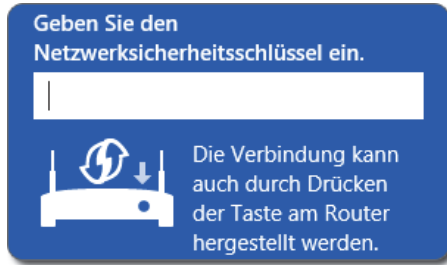 Geben Sie den
Netzwerksicherheitsschlüssel ein.
Die Verbindung kann
auch durch Drücken
der Taste am Router
hergestellt werden.